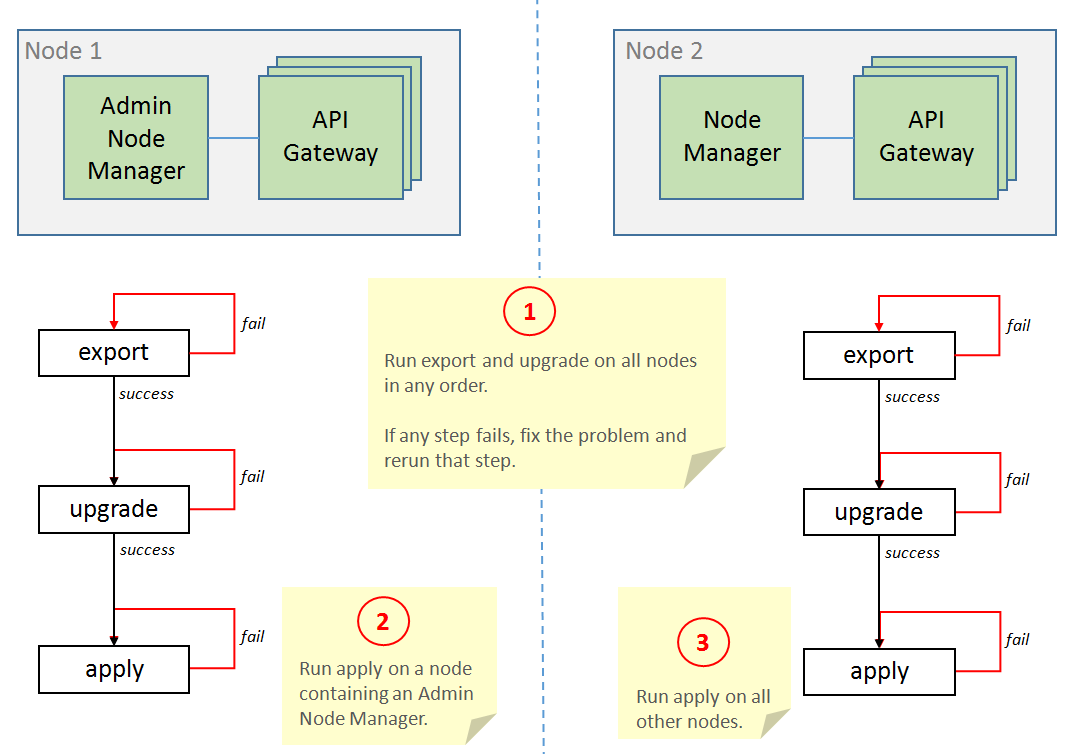 Node 1
Admin
Node
Manager
API
Gateway
Node 2
Node
Manager
API
Gateway
1
Run export and upgrade on all nodes
in any order.
If any step fails, fix the problem and
rerun that step.
export
fail
success
upgrade
fail
success
apply
fail
2
Run apply on a node
containing an Admin
Node Manager.
3
Run apply on all
other nodes.
export
fail
success
upgrade
fail
success
apply
fail